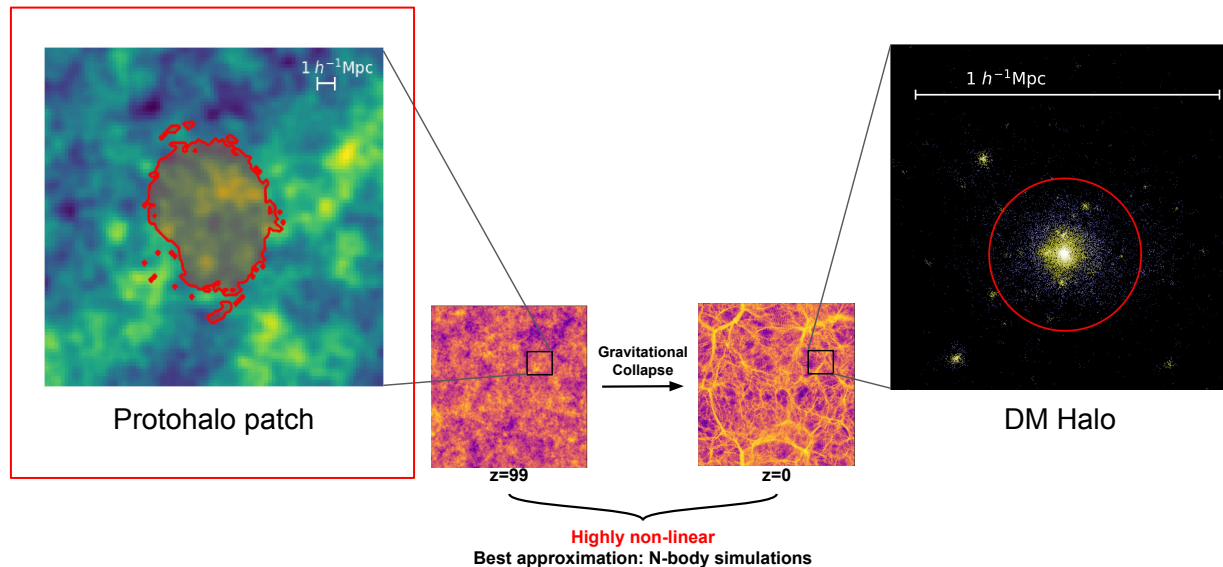 1 h⁻¹Mpc
Protohalo patch
z=99
Gravitational
Collapse
z=0
1 h⁻¹Mpc
DM Halo
Highly non-linear
Best approximation: N-body simulations